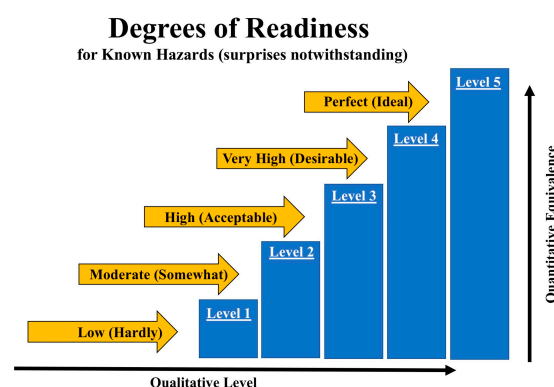 Degrees of Readiness
for Known Hazards (surprises notwithstanding)
Perfect (Ideal)
Level 5
Very High (Desirable)
Level 4
High (Acceptable)
Level 3
Moderate (Somewhat)
Level 2
Low (Hardly)
Level 1
Quantitative Equivalence
Qualitative Level